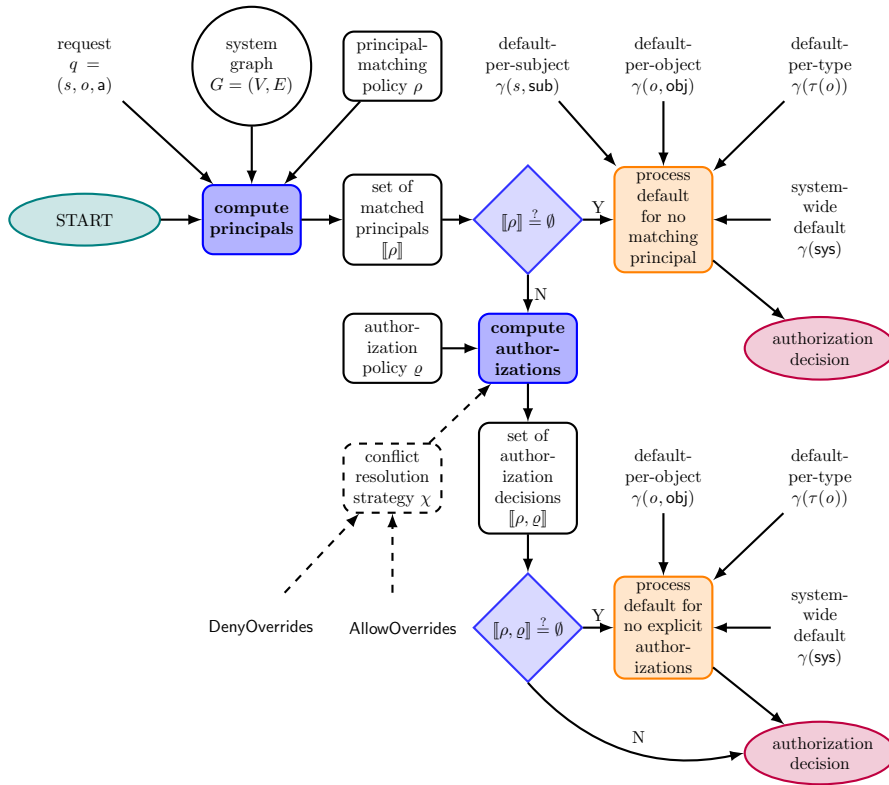 request
q =
(s, o, a)
system
graph
G = (V, E)
principal-
matching
policy ρ
default-
per-subject
γ(s, sub)
default-
per-object
γ(o, obj)
default-
per-type
γ(τ(o))
START
compute
principals
set of
matched
principals
⟦ρ⟧
⟦ρ⟧ ≟ ∅
Y
process
default
for no
matching
principal
system-
wide
default
γ(sys)
N
author-
ization
policy ϱ
compute
author-
izations
authorization
decision
conflict
resolution
strategy χ
set of
author-
ization
decisions
⟦ρ, ϱ⟧
default-
per-object
γ(o, obj)
default-
per-type
γ(τ(o))
DenyOverrides
AllowOverrides
⟦ρ, ϱ⟧ ≟ ∅
Y
process
default for
no explicit
author-
izations
system-
wide
default
γ(sys)
N
authorization
decision